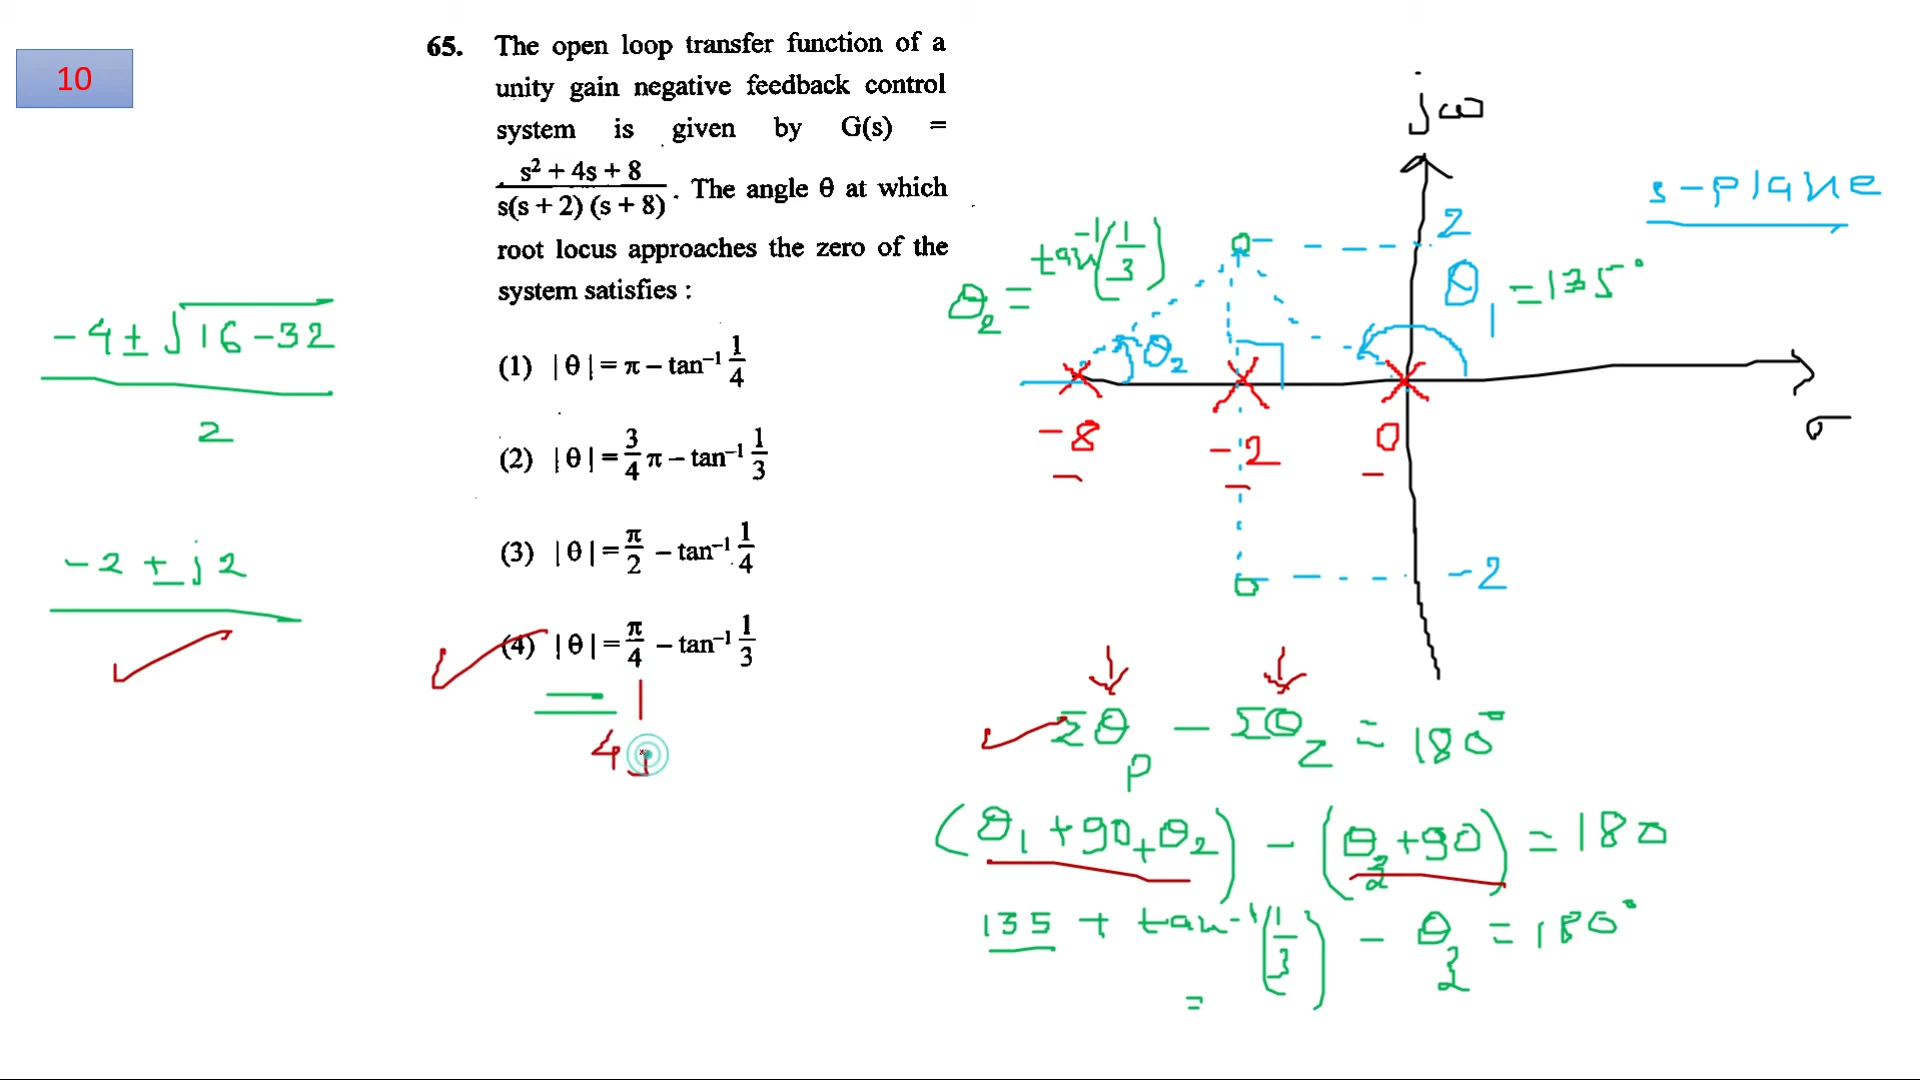 10
65. The open loop transfer function of a
unity gain negative feedback control
system is given by G(s) =
s² + 4s + 8
s(s + 2) (s + 8) . The angle θ at which
root locus approaches the zero of the
system satisfies :
(1) |θ| = π – tan⁻¹ 1/4
(2) |θ| = 3/4 π – tan⁻¹ 1/3
(3) |θ| = π/2 – tan⁻¹ 1/4
(4) |θ| = π/4 – tan⁻¹ 1/3
45
-4 ± √16-32
2
-2 ± j2
jω
s-plane
2
θ₂ = tan⁻¹(1/3)
θ₁ = 135°
θ₂
-8
-2
0
σ
-2
Σθp - Σθz = 180°
(θ₁ + 90 + θ₂) - (θz + 90) = 180
135 + tan⁻¹(1/3) - θz = 180°
=